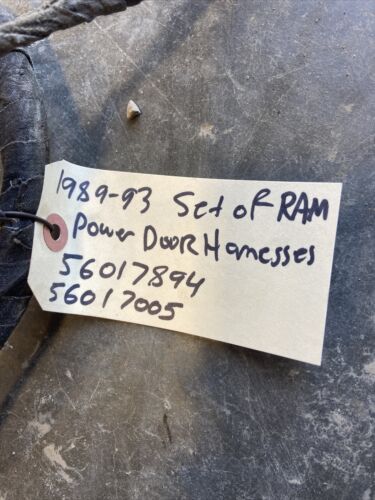 1989-93 Set of RAM
Power Door Harnesses
56017894
56017005